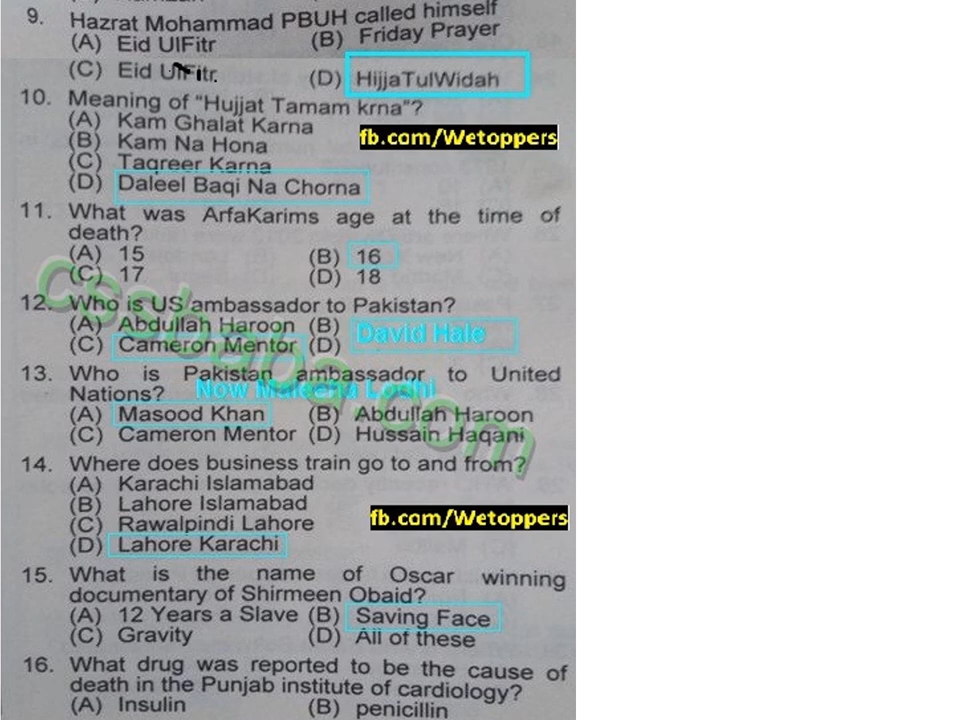 9. Hazrat Mohammad PBUH called himself
(A) Eid UlFitr (B) Friday Prayer
(C) Eid UlFitr. (D) HijjaTulWidah
10. Meaning of "Hujjat Tamam krna"?
(A) Kam Ghalat Karna
(B) Kam Na Hona
fb.com/Wetoppers
(C) Taqreer Karna
(D) Daleel Baqi Na Chorna
11. What was ArfaKarims age at the time of
death?
(A) 15 (B) 16
(C) 17 (D) 18
12. Who is US ambassador to Pakistan?
(A) Abdullah Haroon (B) David Hale
(C) Cameron Mentor (D)
13. Who is Pakistan ambassador to United
Nations? Now Maleeha Lodhi
(A) Masood Khan (B) Abdullah Haroon
(C) Cameron Mentor (D) Hussain Haqani
cssbaba.com
14. Where does business train go to and from?
(A) Karachi Islamabad
(B) Lahore Islamabad
(C) Rawalpindi Lahore
fb.com/Wetoppers
(D) Lahore Karachi
15. What is the name of Oscar winning
documentary of Shirmeen Obaid?
(A) 12 Years a Slave (B) Saving Face
(C) Gravity (D) All of these
16. What drug was reported to be the cause of
death in the Punjab institute of cardiology?
(A) Insulin (B) penicillin